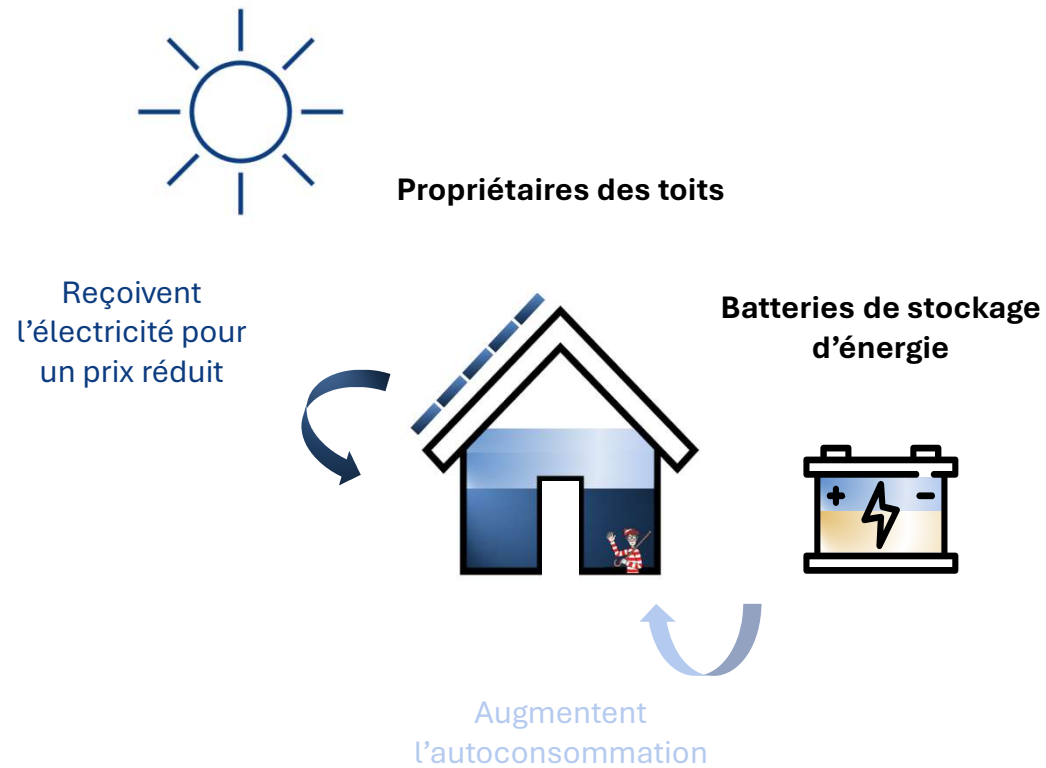 Propriétaires des toits
Reçoivent
l’électricité pour
un prix réduit
Batteries de stockage
d’énergie
+ −
Augmentent
l’autoconsommation